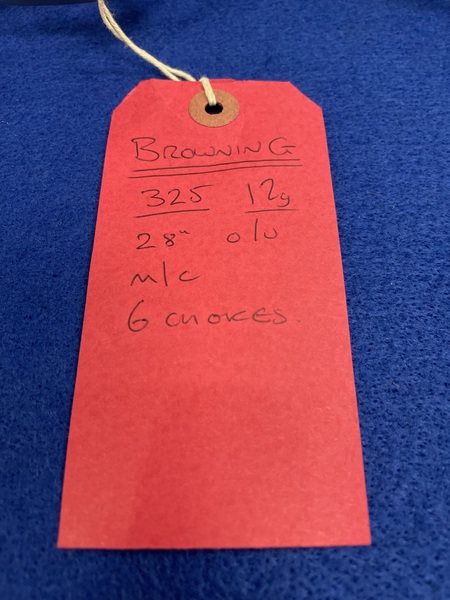 BROWNING
325 12g
28" o/u
m/c
6 CHOKES.